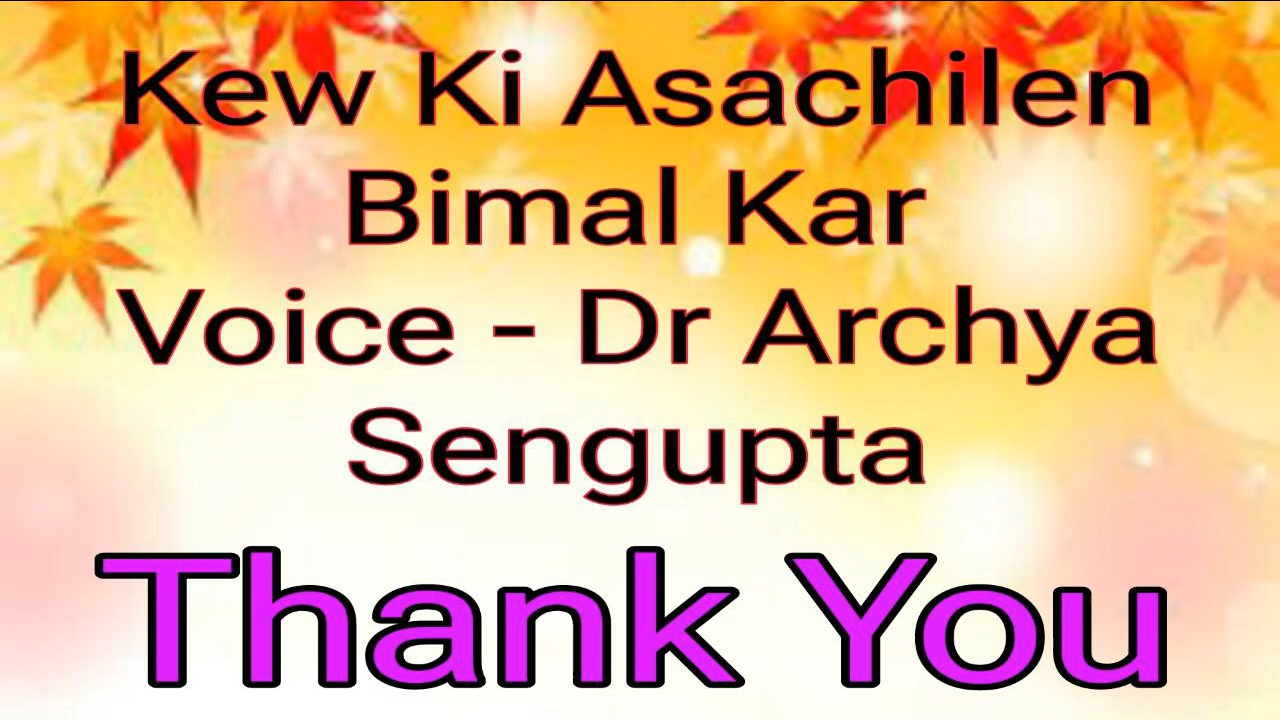 Kew Ki Asachilen
Bimal Kar
Voice - Dr Archya
Sengupta
Thank You